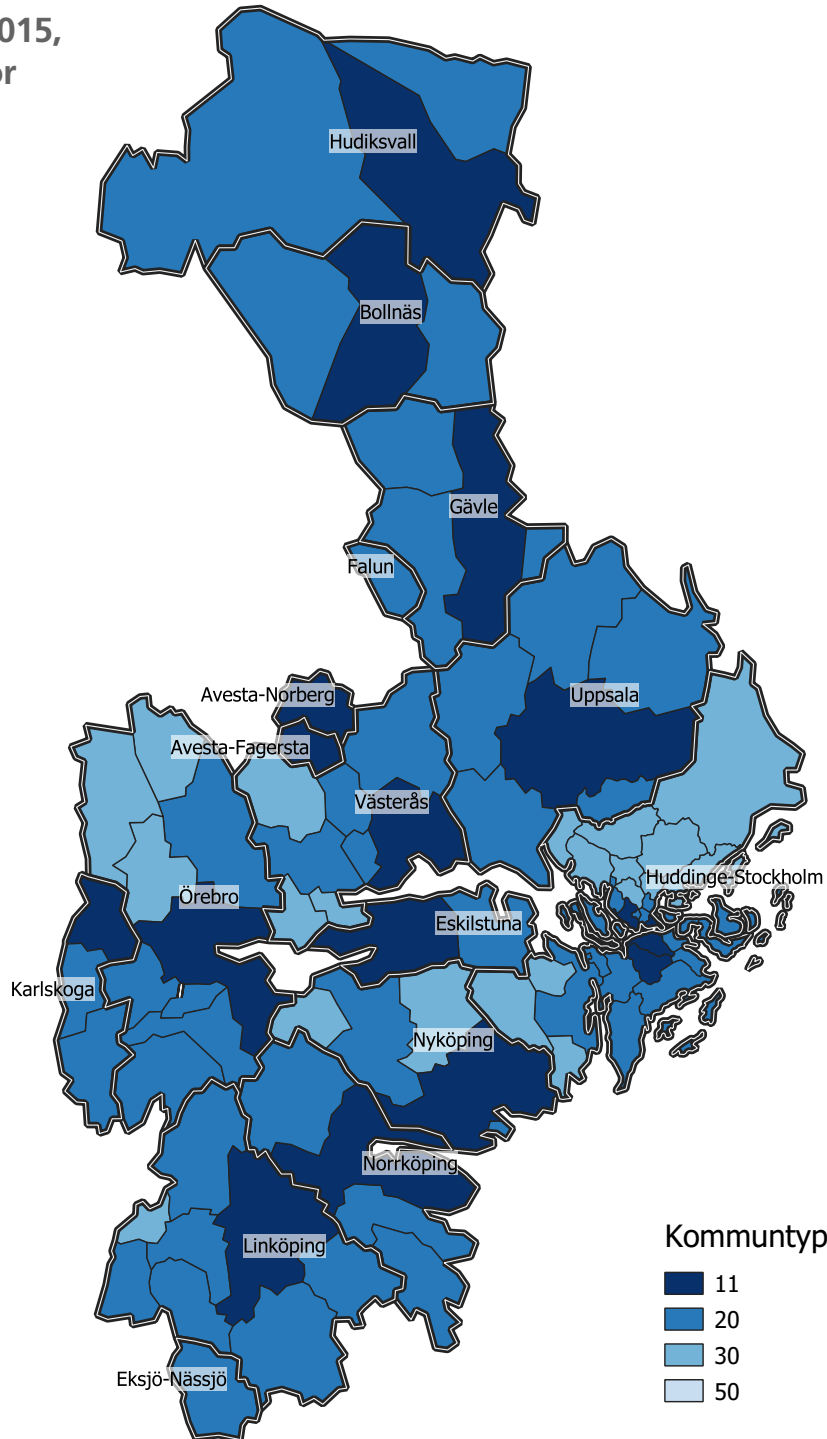 015,
or
Hudiksvall
Bollnäs
Gävle
Falun
Avesta-Norberg
Uppsala
Avesta-Fagersta
Västerås
Huddinge-Stockholm
Örebro
Eskilstuna
Karlskoga
Nyköping
Norrköping
Linköping
Eksjö-Nässjö
Kommuntyp
11
20
30
50